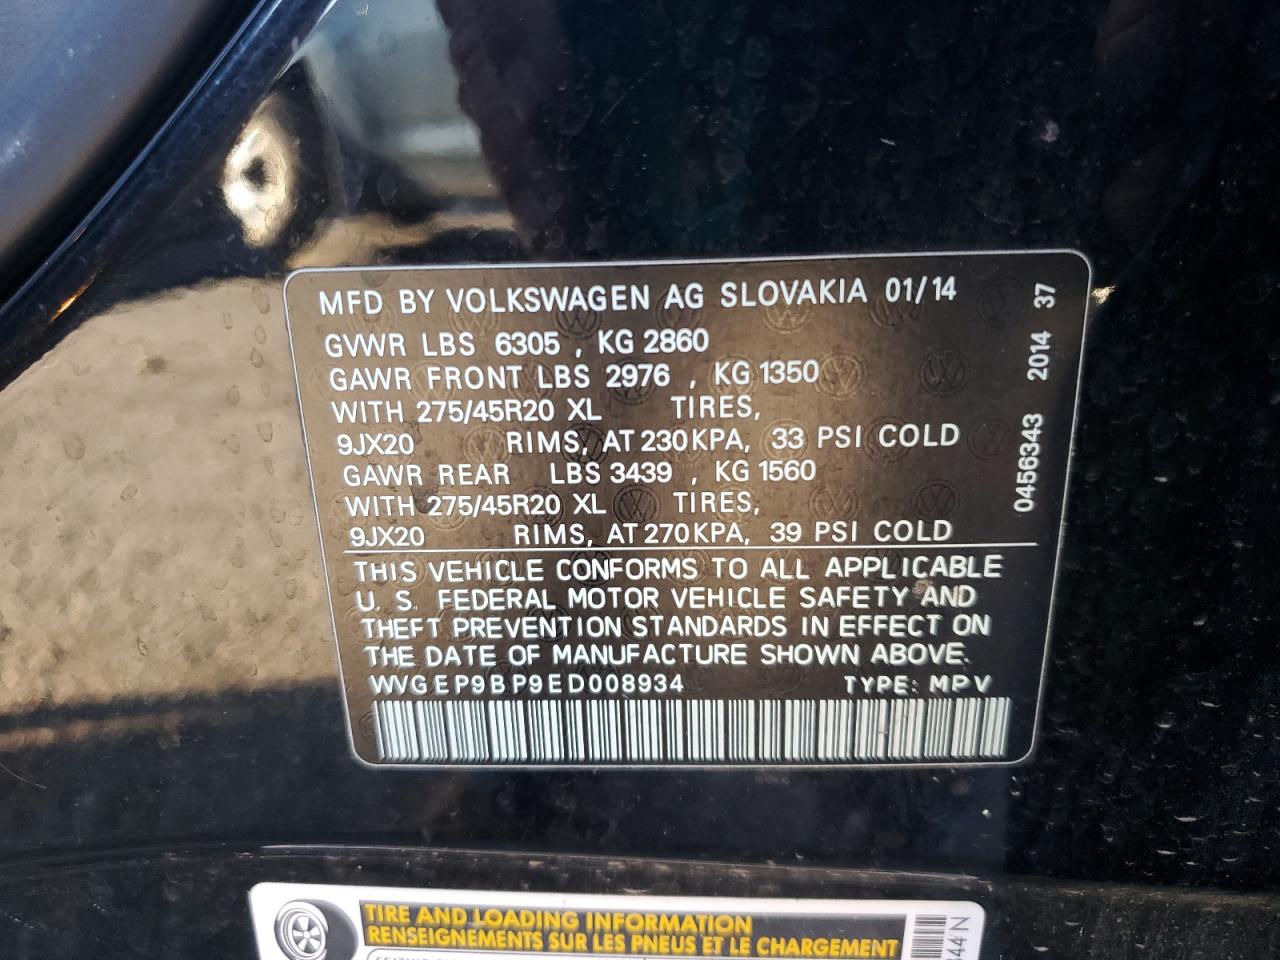 MFD BY VOLKSWAGEN AG SLOVAKIA 01/14
GVWR LBS 6305 , KG 2860
GAWR FRONT LBS 2976 , KG 1350
WITH 275/45R20 XL TIRES,
9JX20 RIMS, AT 230 KPA, 33 PSI COLD
GAWR REAR LBS 3439 , KG 1560
WITH 275/45R20 XL TIRES,
9JX20 RIMS, AT 270 KPA, 39 PSI COLD
THIS VEHICLE CONFORMS TO ALL APPLICABLE
U. S. FEDERAL MOTOR VEHICLE SAFETY AND
THEFT PREVENTION STANDARDS IN EFFECT ON
THE DATE OF MANUFACTURE SHOWN ABOVE.
WVGEP9BP9ED008934 TYPE: MPV
0456343 2014 37
TIRE AND LOADING INFORMATION
RENSEIGNEMENTS SUR LES PNEUS ET LE CHARGEMENT